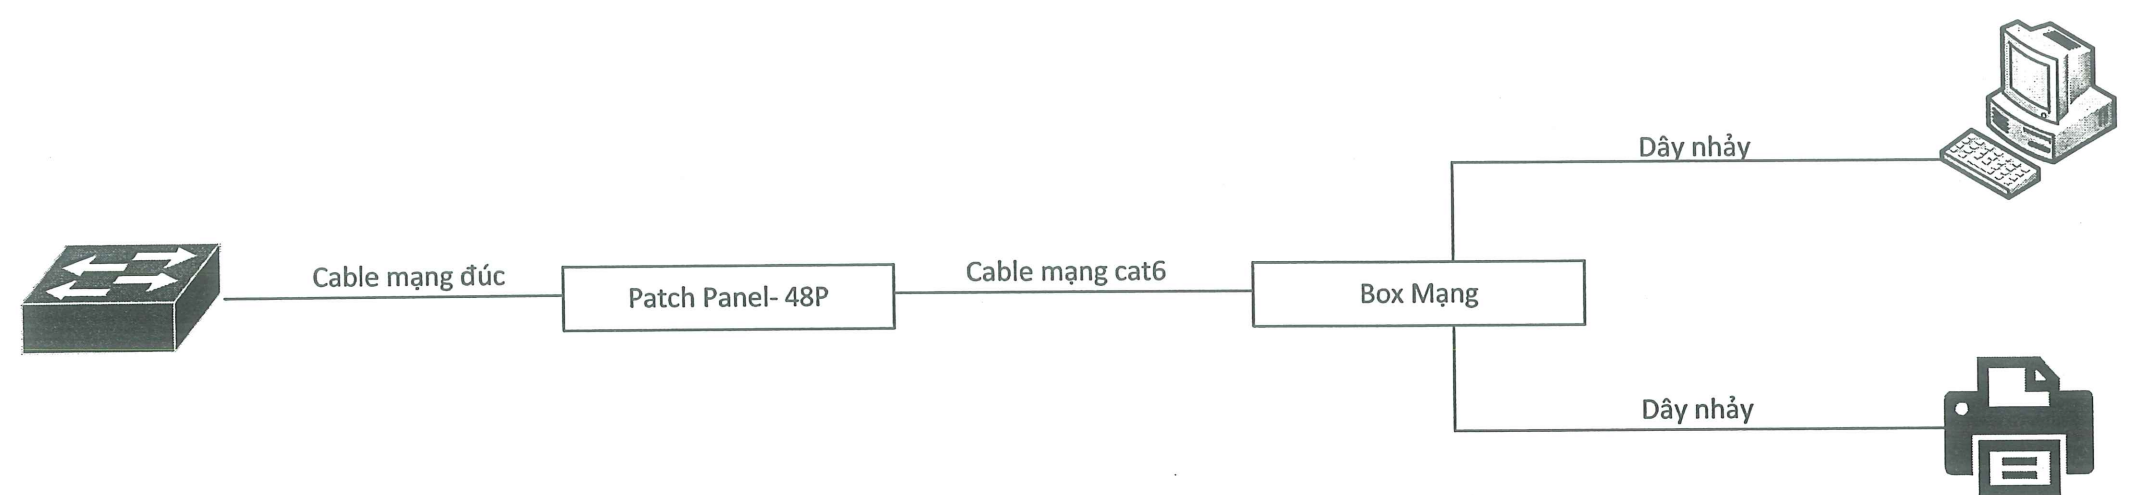 Dây nhảy
Cable mạng đúc
Patch Panel- 48P
Cable mạng cat6
Box Mạng
Dây nhảy